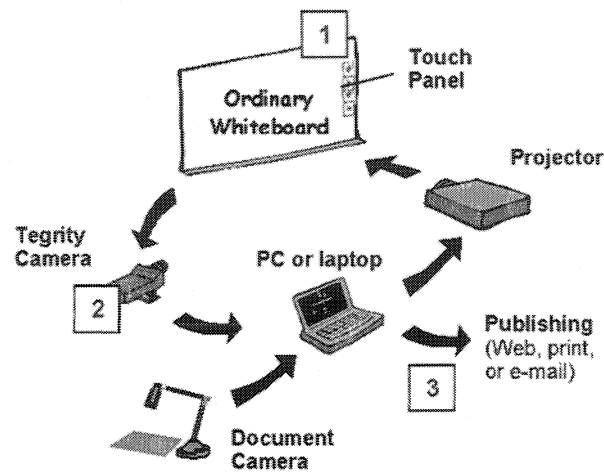 1
Touch
Panel
Ordinary
Whiteboard
Projector
Tegrity
Camera
PC or laptop
2
Publishing
(Web, print,
or e-mail)
3
Document
Camera